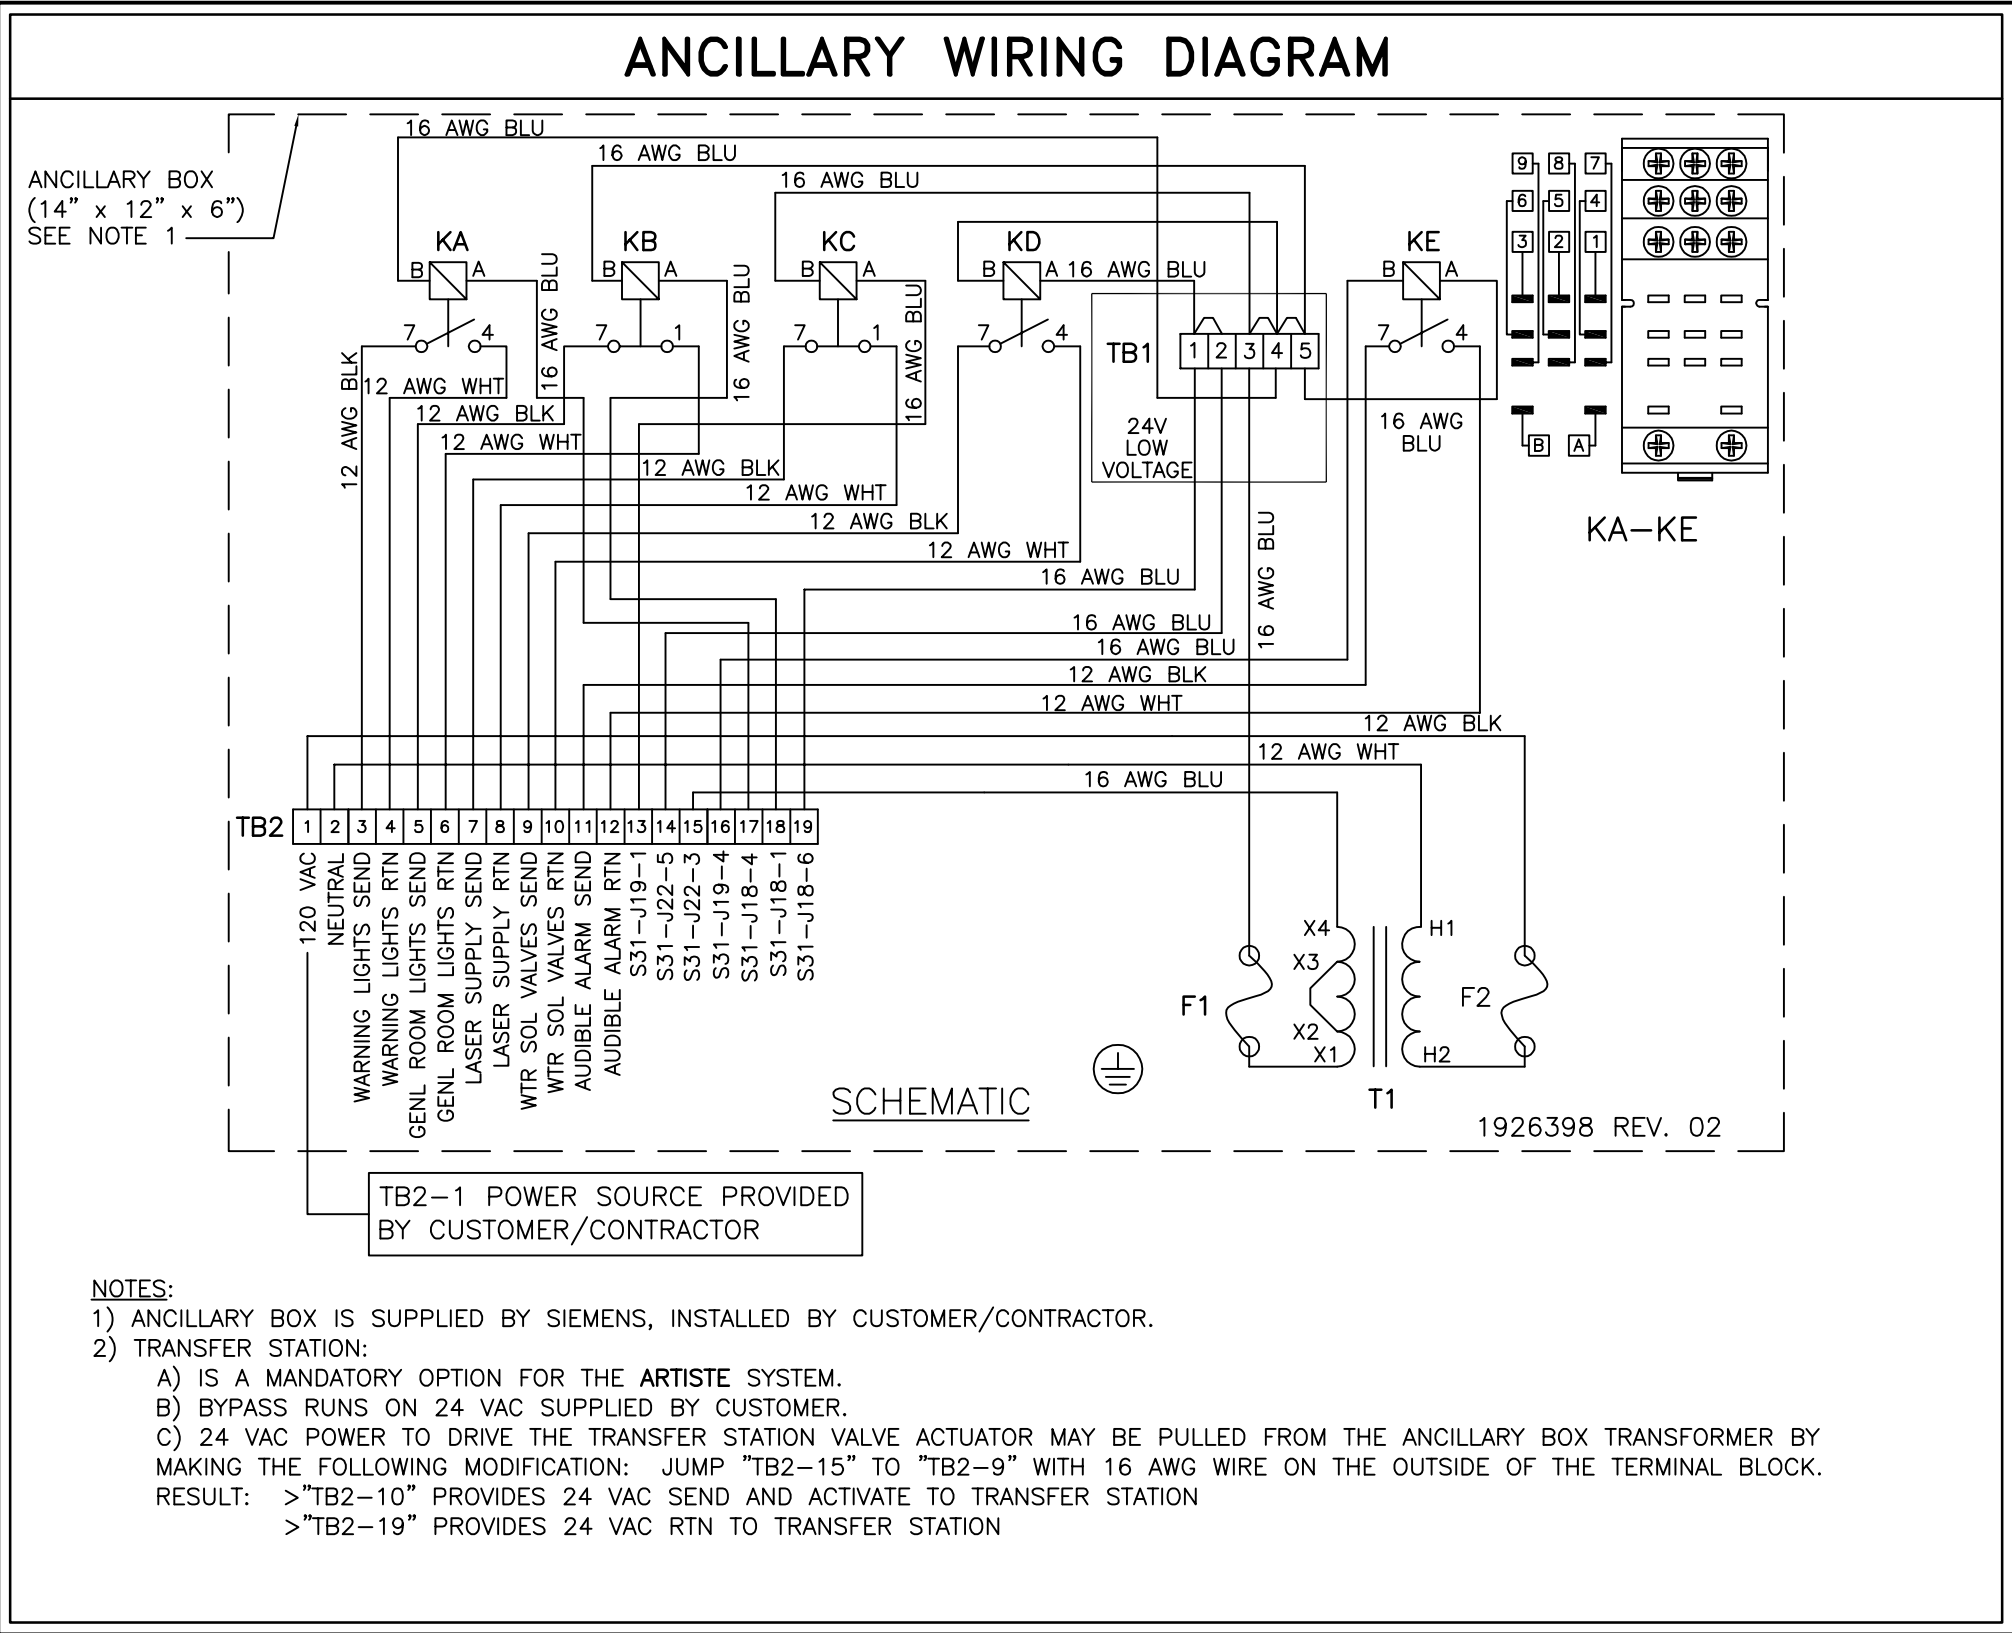 ANCILLARY WIRING DIAGRAM
ANCILLARY BOX
(14" x 12" x 6")
SEE NOTE 1
16 AWG BLU
16 AWG BLU
16 AWG BLU
KA
KB
KC
KD
KE
B A
B A
B A
B A
B A
16 AWG BLU
7 4
7 1
7 1
7 4
7 4
16 AWG BLU
16 AWG BLU
16 AWG BLU
12 AWG BLK
12 AWG WHT
12 AWG BLK
12 AWG WHT
12 AWG BLK
12 AWG WHT
12 AWG BLK
12 AWG WHT
TB1 1 2 3 4 5
24V
LOW
VOLTAGE
16 AWG
BLU
9 8 7
6 5 4
3 2 1
B A
KA-KE
16 AWG BLU
16 AWG BLU
16 AWG BLU
16 AWG BLU
12 AWG BLK
12 AWG WHT
12 AWG BLK
12 AWG WHT
16 AWG BLU
TB2 1 2 3 4 5 6 7 8 9 10 11 12 13 14 15 16 17 18 19
120 VAC
NEUTRAL
WARNING LIGHTS SEND
WARNING LIGHTS RTN
GENL ROOM LIGHTS SEND
GENL ROOM LIGHTS RTN
LASER SUPPLY SEND
LASER SUPPLY RTN
WTR SOL VALVES SEND
WTR SOL VALVES RTN
AUDIBLE ALARM SEND
AUDIBLE ALARM RTN
S31-J19-1
S31-J22-5
S31-J22-3
S31-J19-4
S31-J18-4
S31-J18-1
S31-J18-6
X4
X3
X2
X1
H1
H2
F1
F2
T1
SCHEMATIC
1926398 REV. 02
TB2-1 POWER SOURCE PROVIDED
BY CUSTOMER/CONTRACTOR
NOTES:
1) ANCILLARY BOX IS SUPPLIED BY SIEMENS, INSTALLED BY CUSTOMER/CONTRACTOR.
2) TRANSFER STATION:
A) IS A MANDATORY OPTION FOR THE ARTISTE SYSTEM.
B) BYPASS RUNS ON 24 VAC SUPPLIED BY CUSTOMER.
C) 24 VAC POWER TO DRIVE THE TRANSFER STATION VALVE ACTUATOR MAY BE PULLED FROM THE ANCILLARY BOX TRANSFORMER BY
MAKING THE FOLLOWING MODIFICATION: JUMP "TB2-15" TO "TB2-9" WITH 16 AWG WIRE ON THE OUTSIDE OF THE TERMINAL BLOCK.
RESULT: >"TB2-10" PROVIDES 24 VAC SEND AND ACTIVATE TO TRANSFER STATION
>"TB2-19" PROVIDES 24 VAC RTN TO TRANSFER STATION